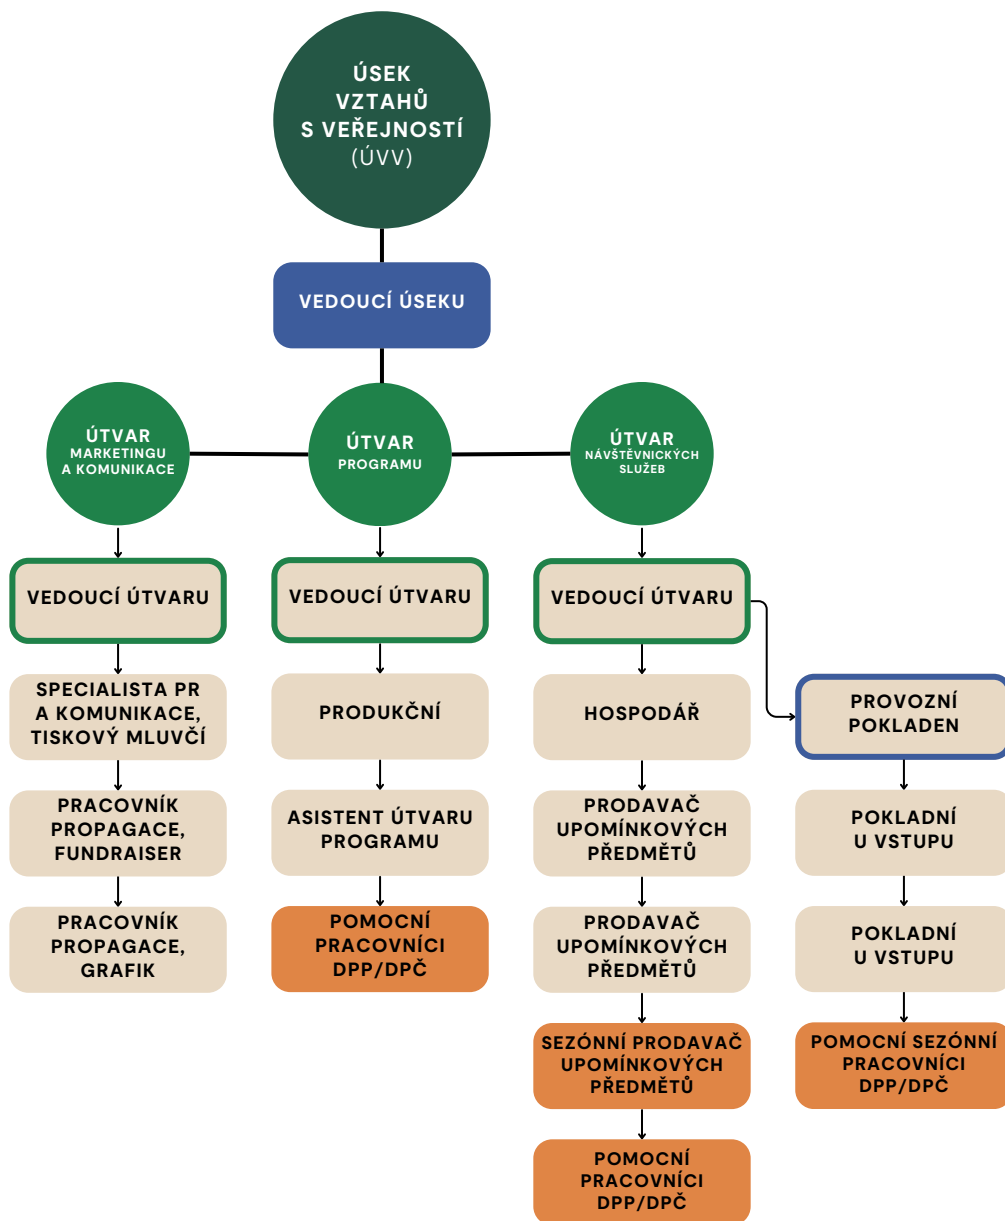 ÚSEK
VZTAHŮ
S VEŘEJNOSTÍ
(ÚVV)
VEDOUCÍ ÚSEKU
ÚTVAR
MARKETINGU
A KOMUNIKACE
ÚTVAR
PROGRAMU
ÚTVAR
NÁVŠTĚVNICKÝCH
SLUŽEB
VEDOUCÍ ÚTVARU
SPECIALISTA PR
A KOMUNIKACE,
TISKOVÝ MLUVČÍ
PRACOVNÍK
PROPAGACE,
FUNDRAISER
PRACOVNÍK
PROPAGACE,
GRAFIK
VEDOUCÍ ÚTVARU
PRODUKČNÍ
ASISTENT ÚTVARU
PROGRAMU
POMOCNÍ
PRACOVNÍCI
DPP/DPČ
VEDOUCÍ ÚTVARU
HOSPODÁŘ
PRODAVAČ
UPOMÍNKOVÝCH
PŘEDMĚTŮ
PRODAVAČ
UPOMÍNKOVÝCH
PŘEDMĚTŮ
SEZÓNNÍ PRODAVAČ
UPOMÍNKOVÝCH
PŘEDMĚTŮ
POMOCNÍ
PRACOVNÍCI
DPP/DPČ
PROVOZNÍ
POKLADEN
POKLADNÍ
U VSTUPU
POKLADNÍ
U VSTUPU
POMOCNÍ SEZÓNNÍ
PRACOVNÍCI
DPP/DPČ